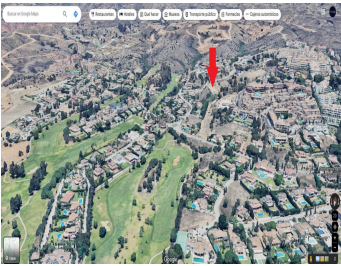 Buscar en Google Maps
Restaurantes
Hoteles
Qué hacer
Museos
Transporte público
Farmacias
Cajeros automáticos
Google